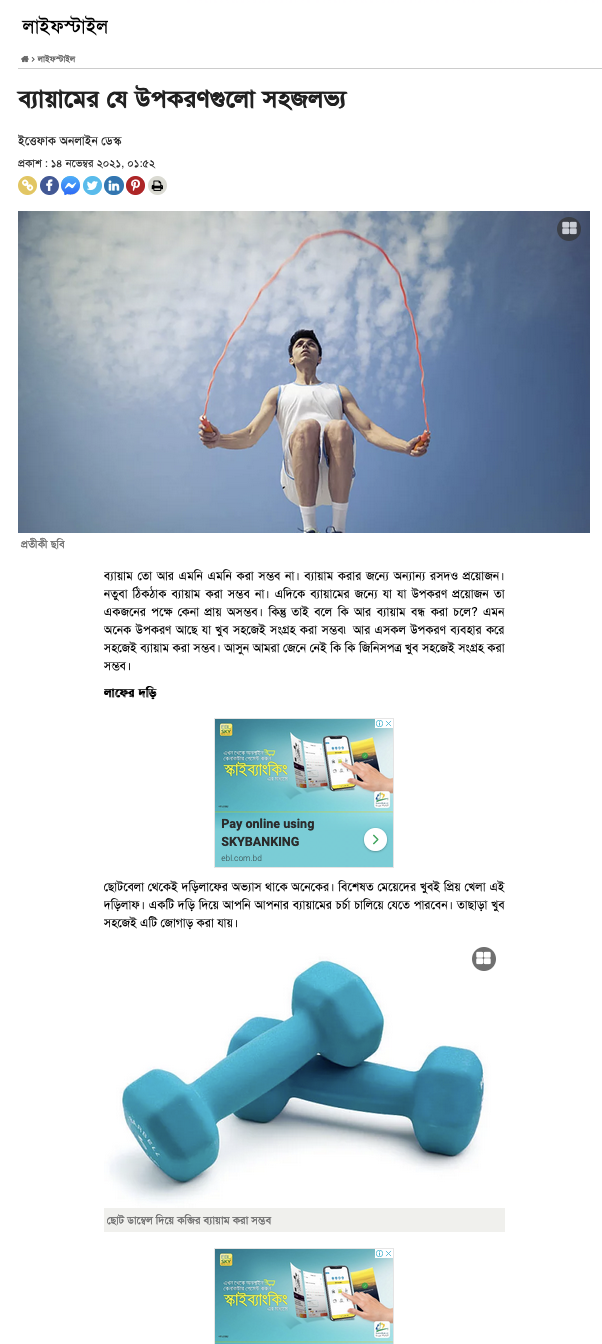 লাইফস্টাইল
লাইফস্টাইল
ব্যায়ামের যে উপকরণগুলো সহজলভ্য
ইত্তেফাক অনলাইন ডেস্ক
প্রকাশ : ১৪ নভেম্বর ২০২১, ০১:৫২
প্রতীকী ছবি
ব্যায়াম তো আর এমনি এমনি করা সম্ভব না। ব্যায়াম করার জন্যে অন্যান্য রসদও প্রয়োজন।
নতুবা ঠিকঠাক ব্যায়াম করা সম্ভব না। এদিকে ব্যায়ামের জন্যে যা যা উপকরণ প্রয়োজন তা
একজনের পক্ষে কেনা প্রায় অসম্ভব। কিন্তু তাই বলে কি আর ব্যায়াম বন্ধ করা চলে? এমন
অনেক উপকরণ আছে যা খুব সহজেই সংগ্রহ করা সম্ভব৷ আর এসকল উপকরণ ব্যবহার করে
সহজেই ব্যায়াম করা সম্ভব। আসুন আমরা জেনে নেই কি কি জিনিসপত্র খুব সহজেই সংগ্রহ করা
সম্ভব।
লাফের দড়ি
স্কাইব্যাংকিং
Pay online using
SKYBANKING
ebl.com.bd
ছোটবেলা থেকেই দড়িলাফের অভ্যাস থাকে অনেকের। বিশেষত মেয়েদের খুবই প্রিয় খেলা এই
দড়িলাফ। একটি দড়ি দিয়ে আপনি আপনার ব্যায়ামের চর্চা চালিয়ে যেতে পারবেন। তাছাড়া খুব
সহজেই এটি জোগাড় করা যায়।
ছোট ডাম্বেল দিয়ে কব্জির ব্যায়াম করা সম্ভব
স্কাইব্যাংকিং